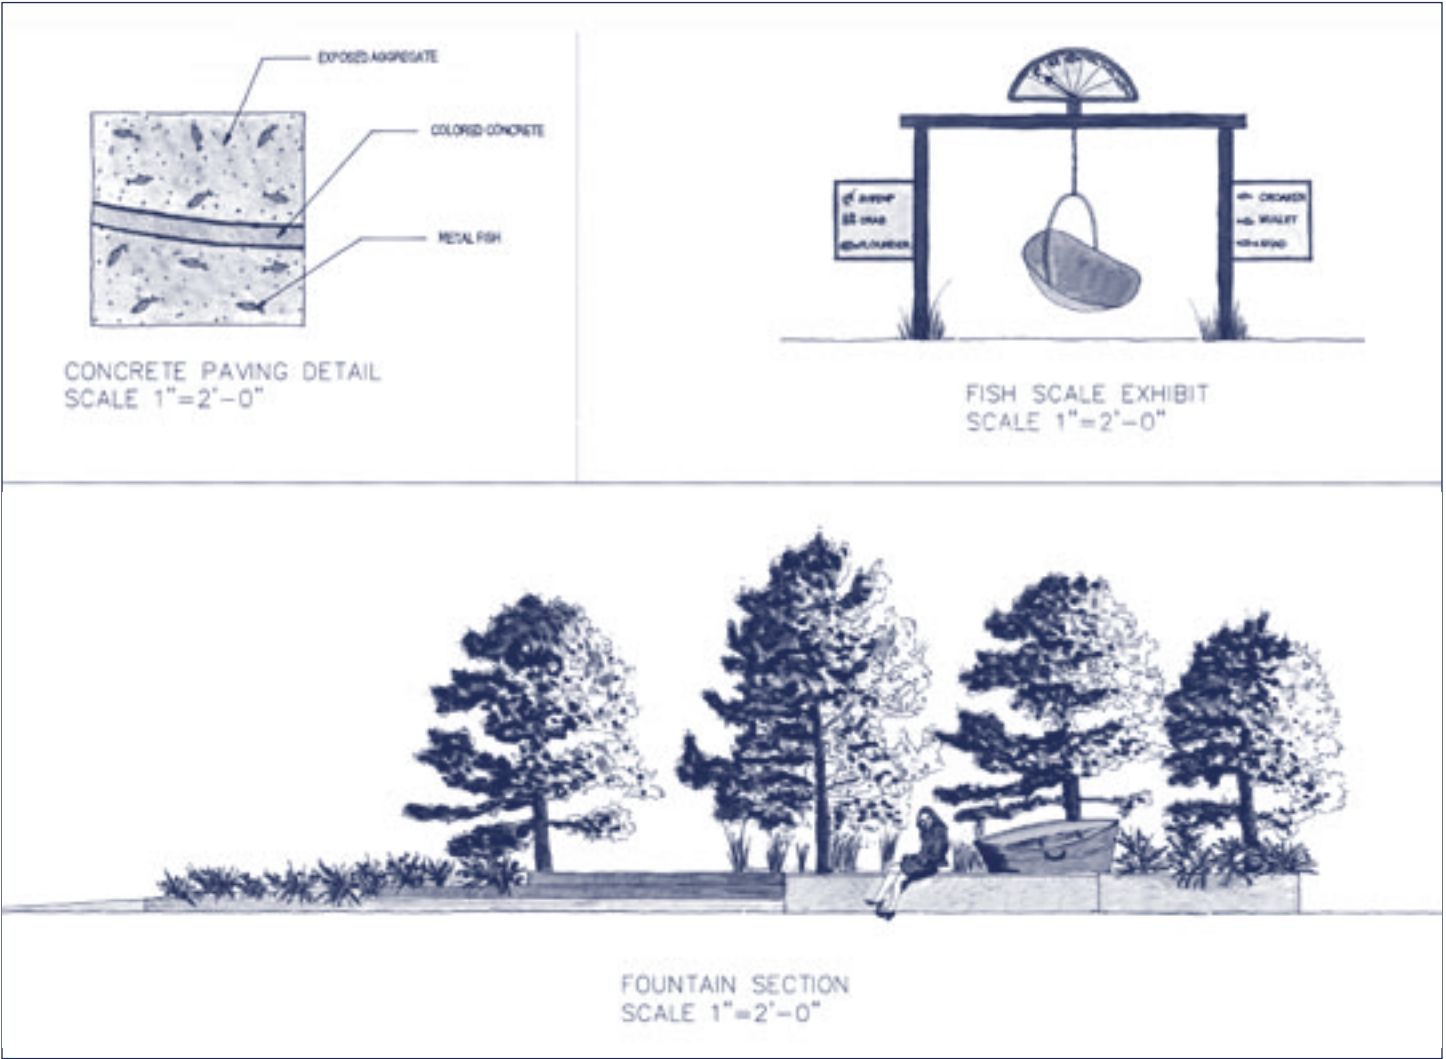 EXPOSED AGGREGATE
COLORED CONCRETE
METAL FISH
CONCRETE PAVING DETAIL
SCALE 1"=2'-0"
SHRIMP
CRAB
FLOUNDER
CROAKER
MULLET
SHAD
FISH SCALE EXHIBIT
SCALE 1"=2'-0"
FOUNTAIN SECTION
SCALE 1"=2'-0"